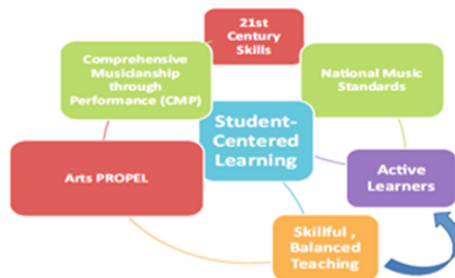 21st
Century
Skills
Comprehensive
Musicianship
through
Performance (CMP)
National Music
Standards
Student-
Centered
Learning
Arts PROPEL
Active
Learners
Skillful ,
Balanced
Teaching